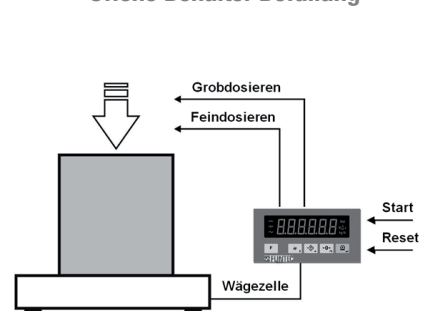 Grobdosieren
Feindosieren
Start
Reset
Wägezelle